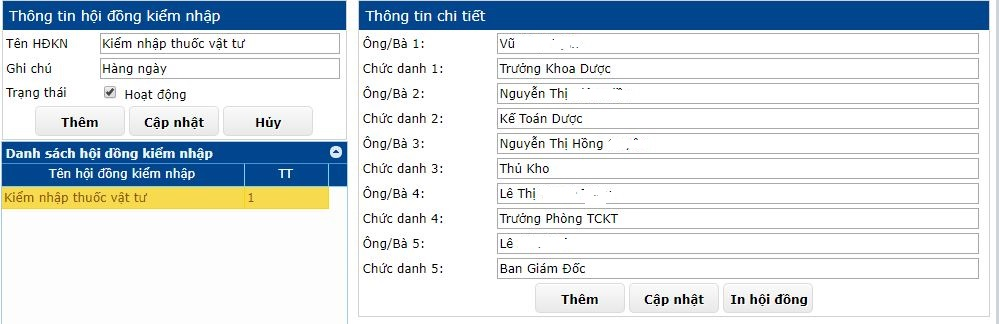 Thông tin hội đồng kiểm nhập
Tên HĐKN Kiểm nhập thuốc vật tư
Ghi chú Hàng ngày
Trạng thái Hoạt động
Thêm Cập nhật Hủy
Danh sách hội đồng kiểm nhập
Tên hội đồng kiểm nhập TT
Kiểm nhập thuốc vật tư 1
Thông tin chi tiết
Ông/Bà 1: Vũ
Chức danh 1: Trưởng Khoa Dược
Ông/Bà 2: Nguyễn Thị
Chức danh 2: Kế Toán Dược
Ông/Bà 3: Nguyễn Thị Hồng
Chức danh 3: Thủ Kho
Ông/Bà 4: Lê Thị
Chức danh 4: Trưởng Phòng TCKT
Ông/Bà 5: Lê
Chức danh 5: Ban Giám Đốc
Thêm Cập nhật In hội đồng